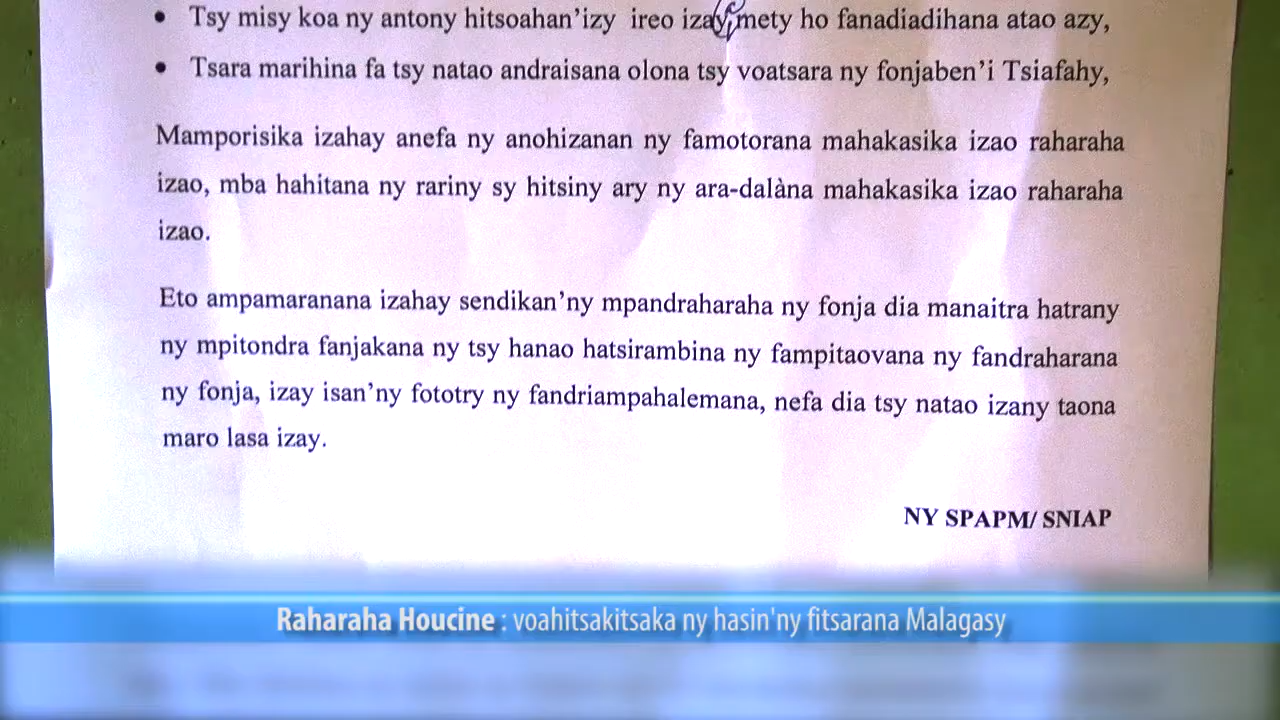 • Tsy misy koa ny antony hitsoahan'izy ireo izay mety ho fanadiadihana atao azy,
• Tsara marihina fa tsy natao andraisana olona tsy voatsara ny fonjaben'i Tsiafahy,
Mamporisika izahay anefa ny anohizanan ny famotorana mahakasika izao raharaha
izao, mba hahitana ny rariny sy hitsiny ary ny ara-dalàna mahakasika izao raharaha
izao.
Eto ampamaranana izahay sendikan'ny mpandraharaha ny fonja dia manaitra hatrany
ny mpitondra fanjakana ny tsy hanao hatsirambina ny fampitaovana ny fandraharana
ny fonja, izay isan'ny fototry ny fandriampahalemana, nefa dia tsy natao izany taona
maro lasa izay.
NY SPAPM/ SNIAP
Raharaha Houcine : voahitsakitsaka ny hasin'ny fitsarana Malagasy